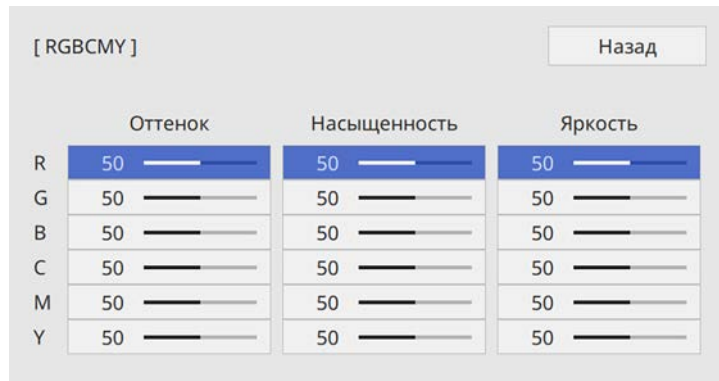 [ RGBCMY ] Назад
Оттенок Насыщенность Яркость
R 50 50 50
G 50 50 50
B 50 50 50
C 50 50 50
M 50 50 50
Y 50 50 50